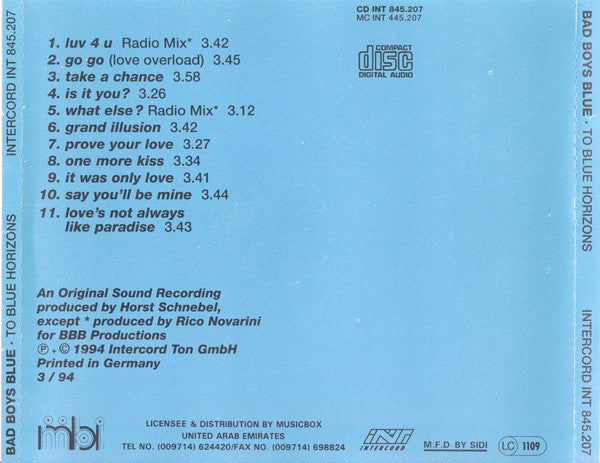 BAD BOYS BLUE · TO BLUE HORIZONS
INTERCORD INT 845.207
CD INT 845.207
MC INT 445.207
COMPACT
disc
DIGITAL AUDIO
1. luv 4 u Radio Mix* 3.42
2. go go (love overload) 3.45
3. take a chance 3.58
4. is it you? 3.26
5. what else? Radio Mix* 3.12
6. grand illusion 3.42
7. prove your love 3.27
8. one more kiss 3.34
9. it was only love 3.41
10. say you'll be mine 3.44
11. love's not always
like paradise 3.43
An Original Sound Recording
produced by Horst Schnebel,
except * produced by Rico Novarini
for BBB Productions
℗ + © 1994 Intercord Ton GmbH
Printed in Germany
3 / 94
mbi
LICENSEE & DISTRIBUTION BY MUSICBOX
UNITED ARAB EMIRATES
TEL NO. (009714) 624420/FAX NO. (009714) 698824
INT
INTERCORD
M.F.D BY SIDI
LC 1109
BAD BOYS BLUE · TO BLUE HORIZONS
INTERCORD INT 845.207